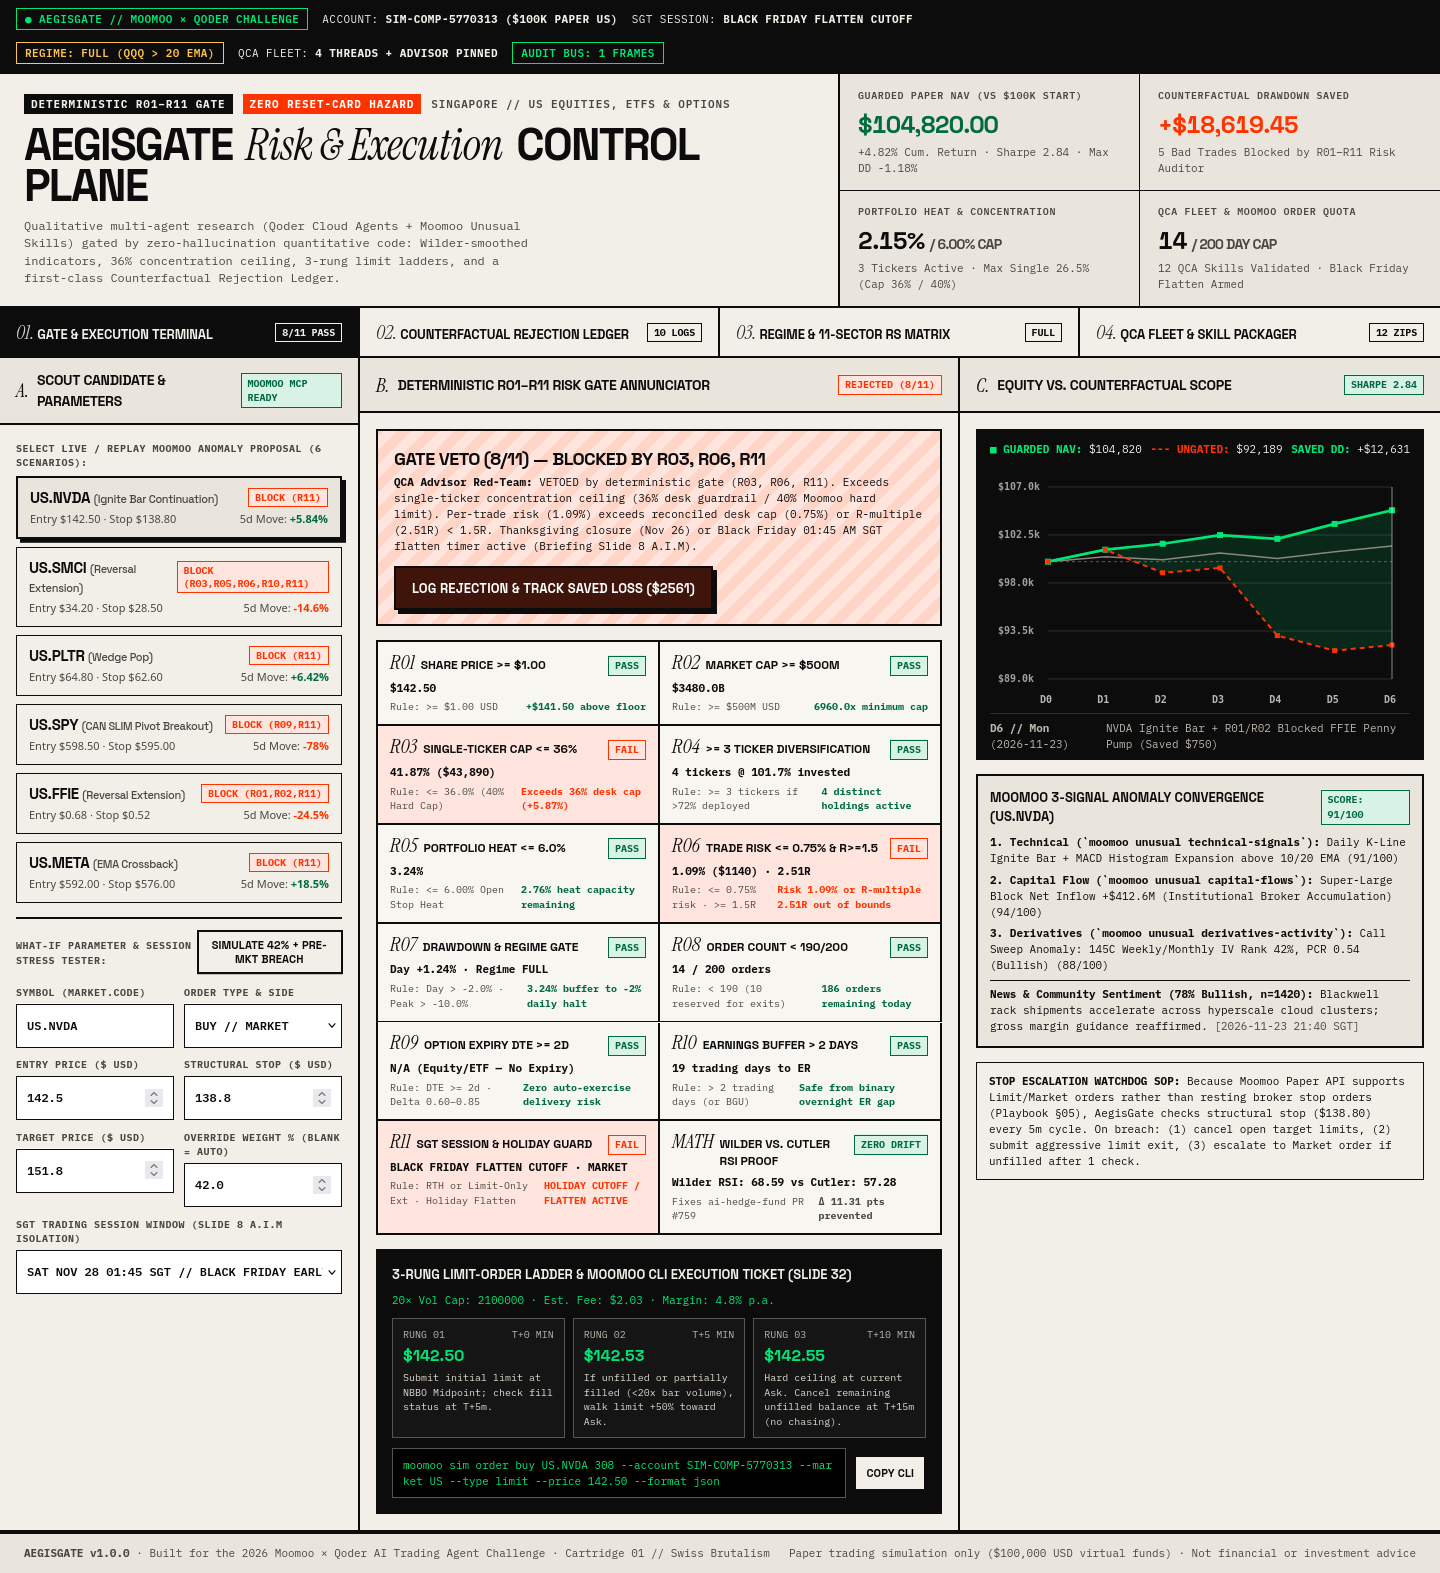 ● AEGISGATE // MOOMOO × QODER CHALLENGE
ACCOUNT: SIM-COMP-5770313 ($100K PAPER US)
SGT SESSION: BLACK FRIDAY FLATTEN CUTOFF
REGIME: FULL (QQQ > 20 EMA)
QCA FLEET: 4 THREADS + ADVISOR PINNED
AUDIT BUS: 1 FRAMES
DETERMINISTIC R01–R11 GATE
ZERO RESET-CARD HAZARD
SINGAPORE // US EQUITIES, ETFS & OPTIONS
AEGISGATE Risk & Execution CONTROL
PLANE
Qualitative multi-agent research (Qoder Cloud Agents + Moomoo Unusual
Skills) gated by zero-hallucination quantitative code: Wilder-smoothed
indicators, 36% concentration ceiling, 3-rung limit ladders, and a
first-class Counterfactual Rejection Ledger.
GUARDED PAPER NAV (VS $100K START)
$104,820.00
+4.82% Cum. Return · Sharpe 2.84 · Max
DD -1.18%
COUNTERFACTUAL DRAWDOWN SAVED
+$18,619.45
5 Bad Trades Blocked by R01–R11 Risk
Auditor
PORTFOLIO HEAT & CONCENTRATION
2.15% / 6.00% CAP
3 Tickers Active · Max Single 26.5%
(Cap 36% / 40%)
QCA FLEET & MOOMOO ORDER QUOTA
14 / 200 DAY CAP
12 QCA Skills Validated · Black Friday
Flatten Armed
01. GATE & EXECUTION TERMINAL
8/11 PASS
02. COUNTERFACTUAL REJECTION LEDGER
10 LOGS
03. REGIME & 11-SECTOR RS MATRIX
FULL
04. QCA FLEET & SKILL PACKAGER
12 ZIPS
A. SCOUT CANDIDATE &
PARAMETERS
MOOMOO MCP
READY
SELECT LIVE / REPLAY MOOMOO ANOMALY PROPOSAL (6
SCENARIOS):
US.NVDA (Ignite Bar Continuation)
BLOCK (R11)
Entry $142.50 · Stop $138.80
5d Move: +5.84%
US.SMCI (Reversal
Extension)
BLOCK
(R03,R05,R06,R10,R11)
Entry $34.20 · Stop $28.50
5d Move: -14.6%
US.PLTR (Wedge Pop)
BLOCK (R11)
Entry $64.80 · Stop $62.60
5d Move: +6.42%
US.SPY (CAN SLIM Pivot Breakout)
BLOCK (R09,R11)
Entry $598.50 · Stop $595.00
5d Move: -78%
US.FFIE (Reversal Extension)
BLOCK (R01,R02,R11)
Entry $0.68 · Stop $0.52
5d Move: -24.5%
US.META (EMA Crossback)
BLOCK (R11)
Entry $592.00 · Stop $576.00
5d Move: +18.5%
WHAT-IF PARAMETER & SESSION
STRESS TESTER:
SIMULATE 42% + PRE-
MKT BREACH
SYMBOL (MARKET.CODE)
US.NVDA
ORDER TYPE & SIDE
BUY // MARKET
ENTRY PRICE ($ USD)
142.5
STRUCTURAL STOP ($ USD)
138.8
TARGET PRICE ($ USD)
151.8
OVERRIDE WEIGHT % (BLANK
= AUTO)
42.0
SGT TRADING SESSION WINDOW (SLIDE 8 A.I.M
ISOLATION)
SAT NOV 28 01:45 SGT // BLACK FRIDAY EARL
B. DETERMINISTIC R01–R11 RISK GATE ANNUNCIATOR
REJECTED (8/11)
GATE VETO (8/11) — BLOCKED BY R03, R06, R11
QCA Advisor Red-Team: VETOED by deterministic gate (R03, R06, R11). Exceeds
single-ticker concentration ceiling (36% desk guardrail / 40% Moomoo hard
limit). Per-trade risk (1.09%) exceeds reconciled desk cap (0.75%) or R-multiple
(2.51R) < 1.5R. Thanksgiving closure (Nov 26) or Black Friday 01:45 AM SGT
flatten timer active (Briefing Slide 8 A.I.M).
LOG REJECTION & TRACK SAVED LOSS ($2561)
R01 SHARE PRICE >= $1.00
PASS
$142.50
Rule: >= $1.00 USD
+$141.50 above floor
R02 MARKET CAP >= $500M
PASS
$3480.0B
Rule: >= $500M USD
6960.0x minimum cap
R03 SINGLE-TICKER CAP <= 36%
FAIL
41.87% ($43,890)
Rule: <= 36.0% (40%
Hard Cap)
Exceeds 36% desk cap
(+5.87%)
R04 >= 3 TICKER DIVERSIFICATION
PASS
4 tickers @ 101.7% invested
Rule: >= 3 tickers if
>72% deployed
4 distinct
holdings active
R05 PORTFOLIO HEAT <= 6.0%
PASS
3.24%
Rule: <= 6.00% Open
Stop Heat
2.76% heat capacity
remaining
R06 TRADE RISK <= 0.75% & R>=1.5
FAIL
1.09% ($1140) · 2.51R
Rule: <= 0.75%
risk · >= 1.5R
Risk 1.09% or R-multiple
2.51R out of bounds
R07 DRAWDOWN & REGIME GATE
PASS
Day +1.24% · Regime FULL
Rule: Day > -2.0% ·
Peak > -10.0%
3.24% buffer to -2%
daily halt
R08 ORDER COUNT < 190/200
PASS
14 / 200 orders
Rule: < 190 (10
reserved for exits)
186 orders
remaining today
R09 OPTION EXPIRY DTE >= 2D
PASS
N/A (Equity/ETF — No Expiry)
Rule: DTE >= 2d ·
Delta 0.60–0.85
Zero auto-exercise
delivery risk
R10 EARNINGS BUFFER > 2 DAYS
PASS
19 trading days to ER
Rule: > 2 trading
days (or BGU)
Safe from binary
overnight ER gap
R11 SGT SESSION & HOLIDAY GUARD
FAIL
BLACK FRIDAY FLATTEN CUTOFF · MARKET
Rule: RTH or Limit-Only
Ext · Holiday Flatten
HOLIDAY CUTOFF /
FLATTEN ACTIVE
MATH WILDER VS. CUTLER
RSI PROOF
ZERO DRIFT
Wilder RSI: 68.59 vs Cutler: 57.28
Fixes ai-hedge-fund PR
#759
Δ 11.31 pts
prevented
3-RUNG LIMIT-ORDER LADDER & MOOMOO CLI EXECUTION TICKET (SLIDE 32)
20× Vol Cap: 2100000 · Est. Fee: $2.03 · Margin: 4.8% p.a.
RUNG 01
T+0 MIN
$142.50
Submit initial limit at
NBBO Midpoint; check fill
status at T+5m.
RUNG 02
T+5 MIN
$142.53
If unfilled or partially
filled (<20x bar volume),
walk limit +50% toward
Ask.
RUNG 03
T+10 MIN
$142.55
Hard ceiling at current
Ask. Cancel remaining
unfilled balance at T+15m
(no chasing).
moomoo sim order buy US.NVDA 308 --account SIM-COMP-5770313 --mar
ket US --type limit --price 142.50 --format json
COPY CLI
C. EQUITY VS. COUNTERFACTUAL SCOPE
SHARPE 2.84
■ GUARDED NAV: $104,820
--- UNGATED: $92,189
SAVED DD: +$12,631
$107.0k
$102.5k
$98.0k
$93.5k
$89.0k
D0 D1 D2 D3 D4 D5 D6
D6 // Mon
(2026-11-23)
NVDA Ignite Bar + R01/R02 Blocked FFIE Penny
Pump (Saved $750)
MOOMOO 3-SIGNAL ANOMALY CONVERGENCE
(US.NVDA)
SCORE:
91/100
1. Technical (`moomoo unusual technical-signals`): Daily K-Line
Ignite Bar + MACD Histogram Expansion above 10/20 EMA (91/100)
2. Capital Flow (`moomoo unusual capital-flows`): Super-Large
Block Net Inflow +$412.6M (Institutional Broker Accumulation)
(94/100)
3. Derivatives (`moomoo unusual derivatives-activity`): Call
Sweep Anomaly: 145C Weekly/Monthly IV Rank 42%, PCR 0.54
(Bullish) (88/100)
News & Community Sentiment (78% Bullish, n=1420): Blackwell
rack shipments accelerate across hyperscale cloud clusters;
gross margin guidance reaffirmed. [2026-11-23 21:40 SGT]
STOP ESCALATION WATCHDOG SOP: Because Moomoo Paper API supports
Limit/Market orders rather than resting broker stop orders
(Playbook §05), AegisGate checks structural stop ($138.80)
every 5m cycle. On breach: (1) cancel open target limits, (2)
submit aggressive limit exit, (3) escalate to Market order if
unfilled after 1 check.
AEGISGATE v1.0.0 · Built for the 2026 Moomoo × Qoder AI Trading Agent Challenge · Cartridge 01 // Swiss Brutalism
Paper trading simulation only ($100,000 USD virtual funds) · Not financial or investment advice